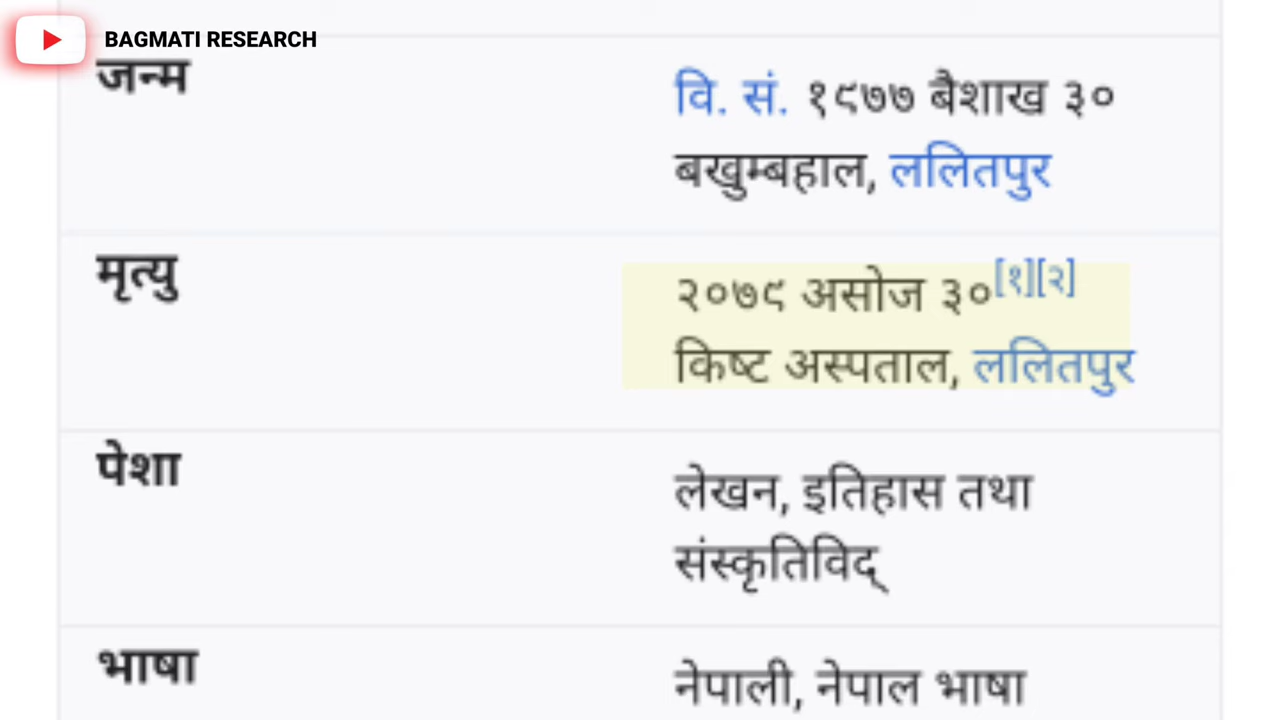 BAGMATI RESEARCH
जन्म
वि. सं. १९७७ बैशाख ३०
बखुम्बहाल, ललितपुर
मृत्यु
२०७९ असोज ३०[१][२]
किष्ट अस्पताल, ललितपुर
पेशा
लेखन, इतिहास तथा
संस्कृतिविद्
भाषा
नेपाली, नेपाल भाषा